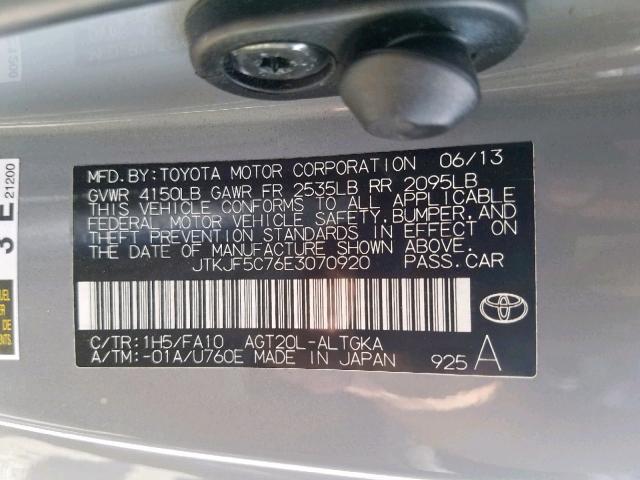 MFD.BY:TOYOTA MOTOR CORPORATION 06/13
GVWR 4150LB GAWR FR 2535LB RR 2095LB
THIS VEHICLE CONFORMS TO ALL APPLICABLE
FEDERAL MOTOR VEHICLE SAFETY, BUMPER, AND
THEFT PREVENTION STANDARDS IN EFFECT ON
THE DATE OF MANUFACTURE SHOWN ABOVE.
JTKJF5C76E3070920 PASS.CAR
C/TR:1H5/FA10 AGT20L-ALTGKA
A/TM:-01A/U760E MADE IN JAPAN 925 A
3 E
21200